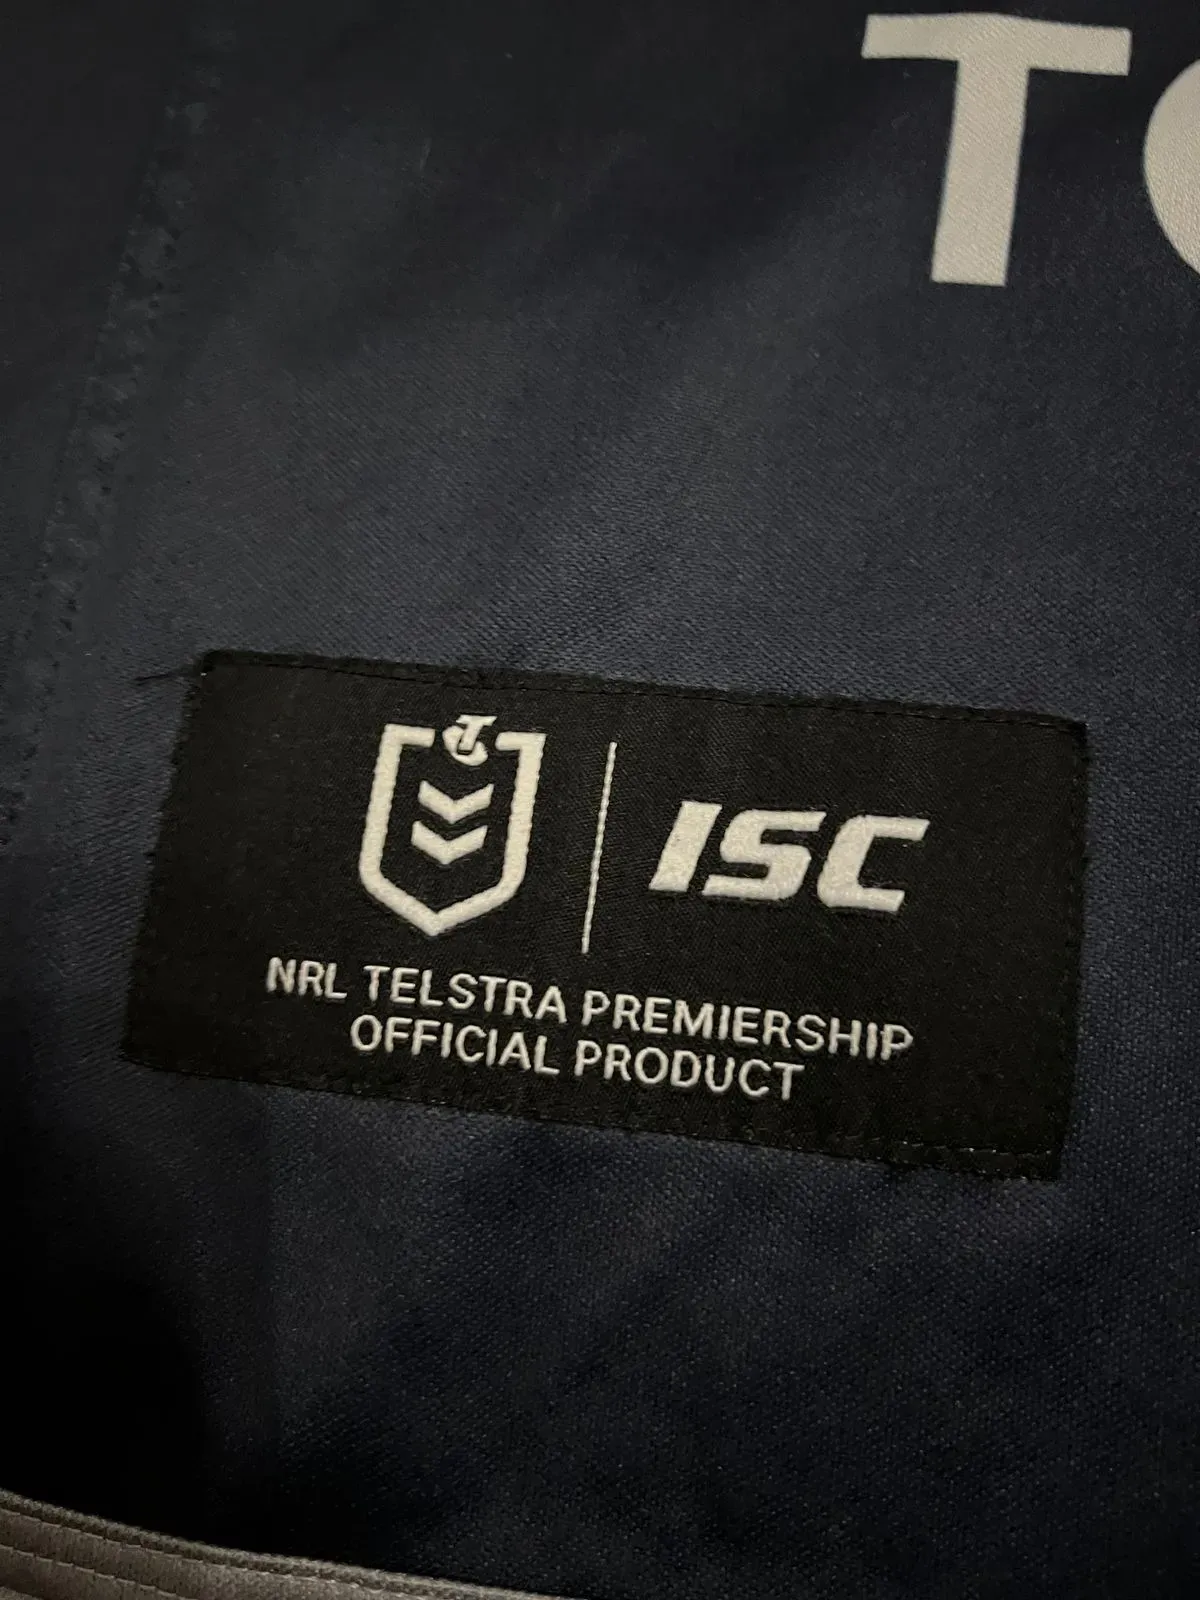 T
ISC
NRL TELSTRA PREMIERSHIP
OFFICIAL PRODUCT